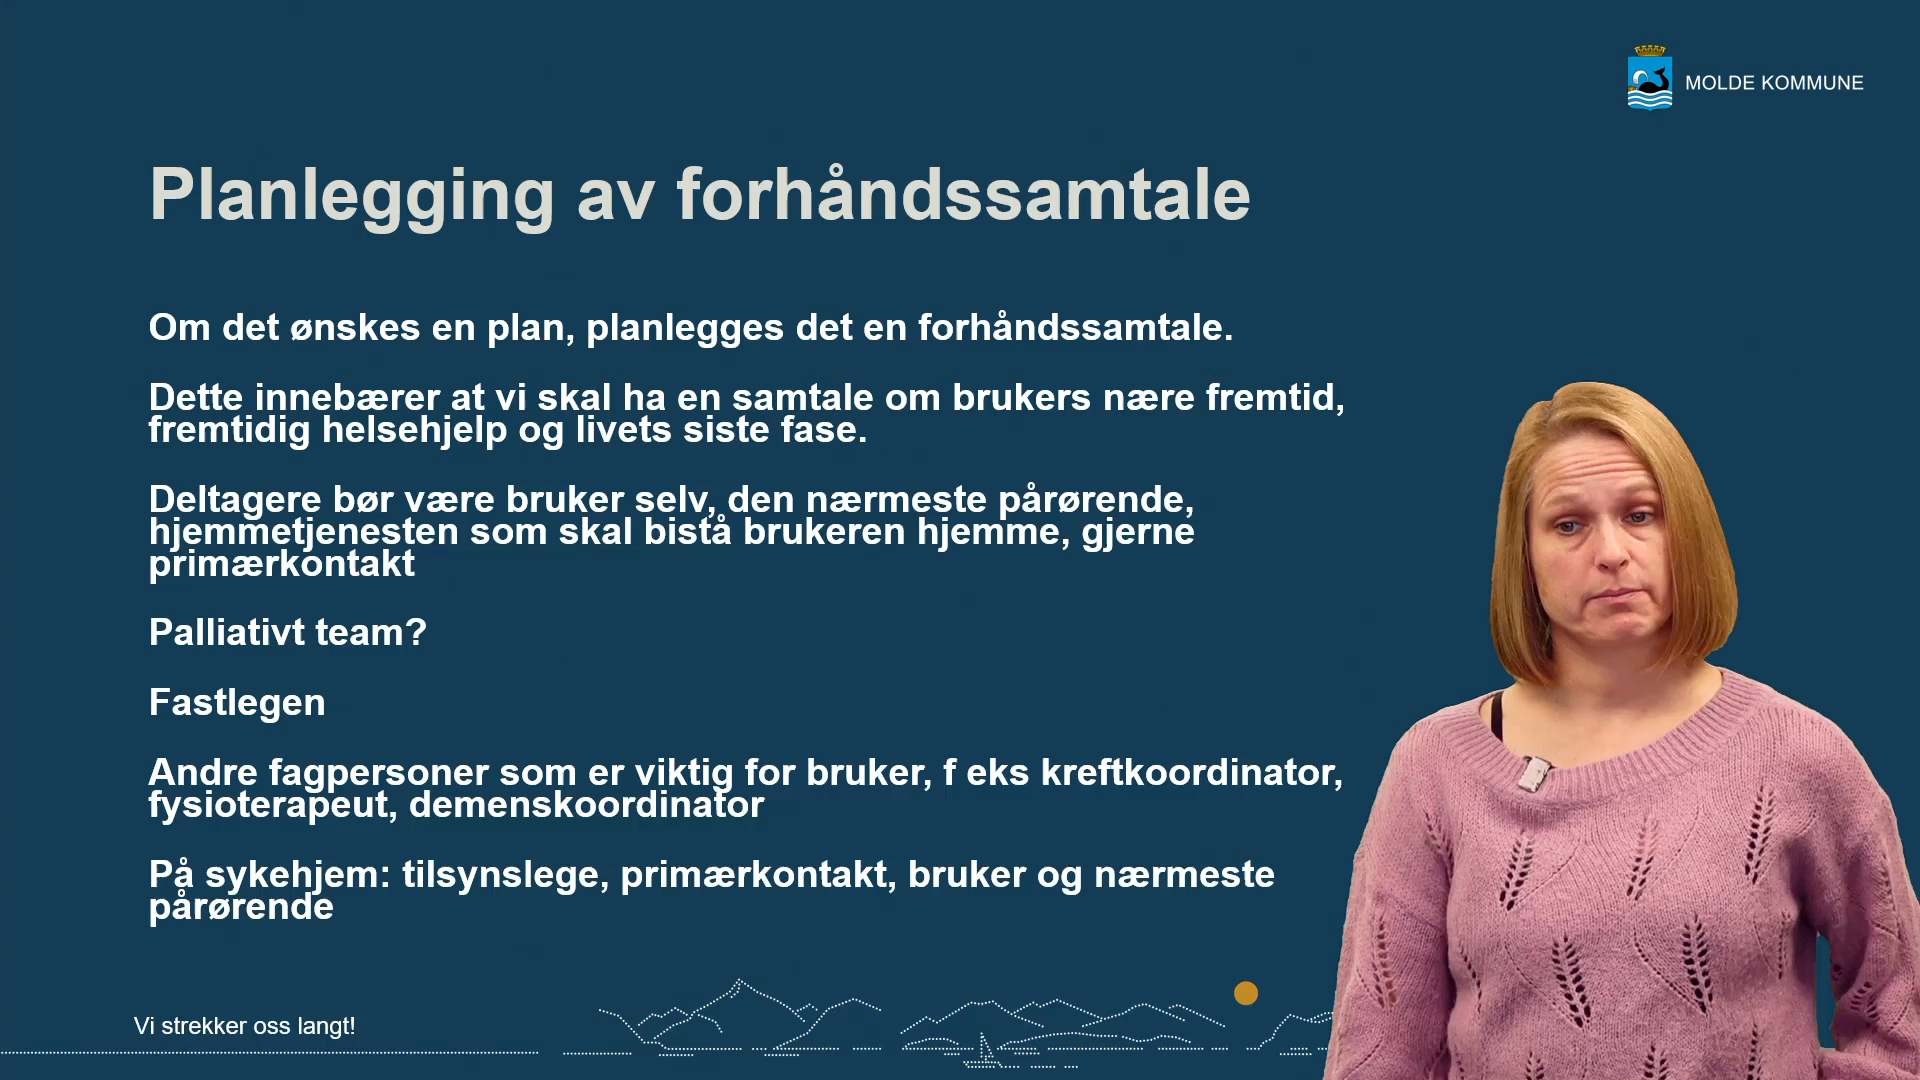 MOLDE KOMMUNE
Planlegging av forhåndssamtale
Om det ønskes en plan, planlegges det en forhåndssamtale.
Dette innebærer at vi skal ha en samtale om brukers nære fremtid,
fremtidig helsehjelp og livets siste fase.
Deltagere bør være bruker selv, den nærmeste pårørende,
hjemmetjenesten som skal bistå brukeren hjemme, gjerne
primærkontakt
Palliativt team?
Fastlegen
Andre fagpersoner som er viktig for bruker, f eks kreftkoordinator,
fysioterapeut, demenskoordinator
På sykehjem: tilsynslege, primærkontakt, bruker og nærmeste
pårørende
Vi strekker oss langt!